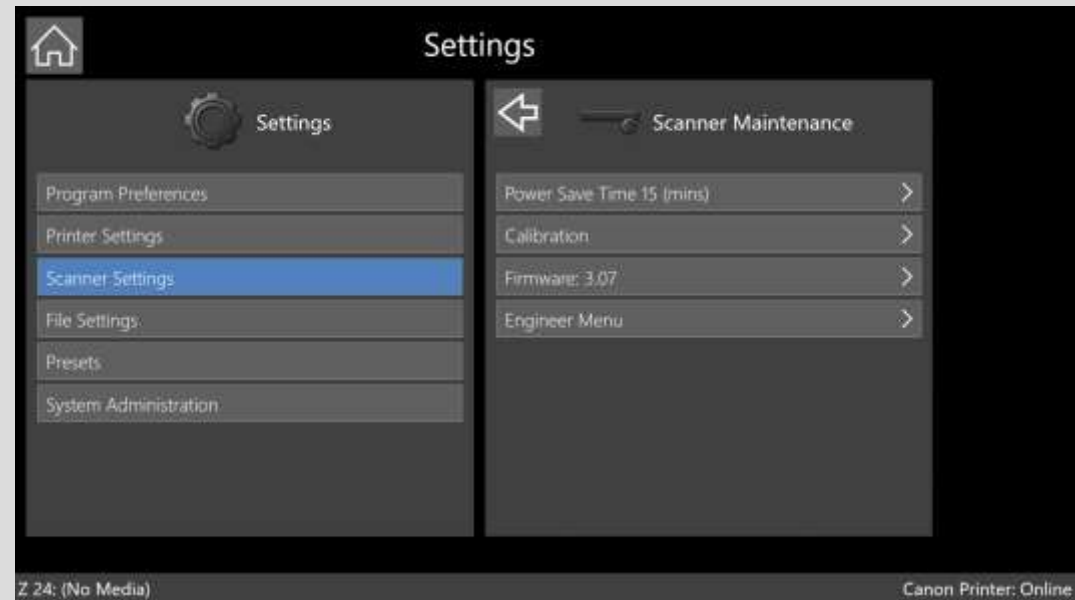 Settings
Settings
Program Preferences
Printer Settings
Scanner Settings
File Settings
Presets
System Administration
Scanner Maintenance
Power Save Time 15 (mins)
Calibration
Firmware: 3.07
Engineer Menu
Z 24: (No Media)
Canon Printer: Online